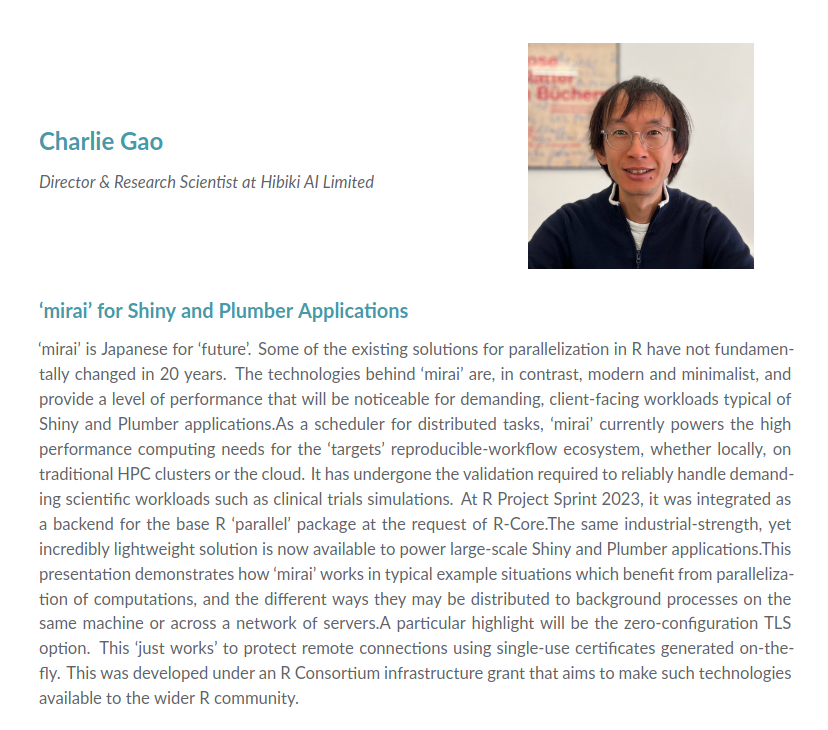 ose
latter
n Büchern
Charlie Gao
Director & Research Scientist at Hibiki AI Limited
‘mirai’ for Shiny and Plumber Applications
‘mirai’ is Japanese for ‘future’. Some of the existing solutions for parallelization in R have not fundamen-
tally changed in 20 years. The technologies behind ‘mirai’ are, in contrast, modern and minimalist, and
provide a level of performance that will be noticeable for demanding, client-facing workloads typical of
Shiny and Plumber applications.As a scheduler for distributed tasks, ‘mirai’ currently powers the high
performance computing needs for the ‘targets’ reproducible-workflow ecosystem, whether locally, on
traditional HPC clusters or the cloud. It has undergone the validation required to reliably handle demand-
ing scientific workloads such as clinical trials simulations. At R Project Sprint 2023, it was integrated as
a backend for the base R ‘parallel’ package at the request of R-Core.The same industrial-strength, yet
incredibly lightweight solution is now available to power large-scale Shiny and Plumber applications.This
presentation demonstrates how ‘mirai’ works in typical example situations which benefit from paralleliza-
tion of computations, and the different ways they may be distributed to background processes on the
same machine or across a network of servers.A particular highlight will be the zero-configuration TLS
option. This ‘just works’ to protect remote connections using single-use certificates generated on-the-
fly. This was developed under an R Consortium infrastructure grant that aims to make such technologies
available to the wider R community.